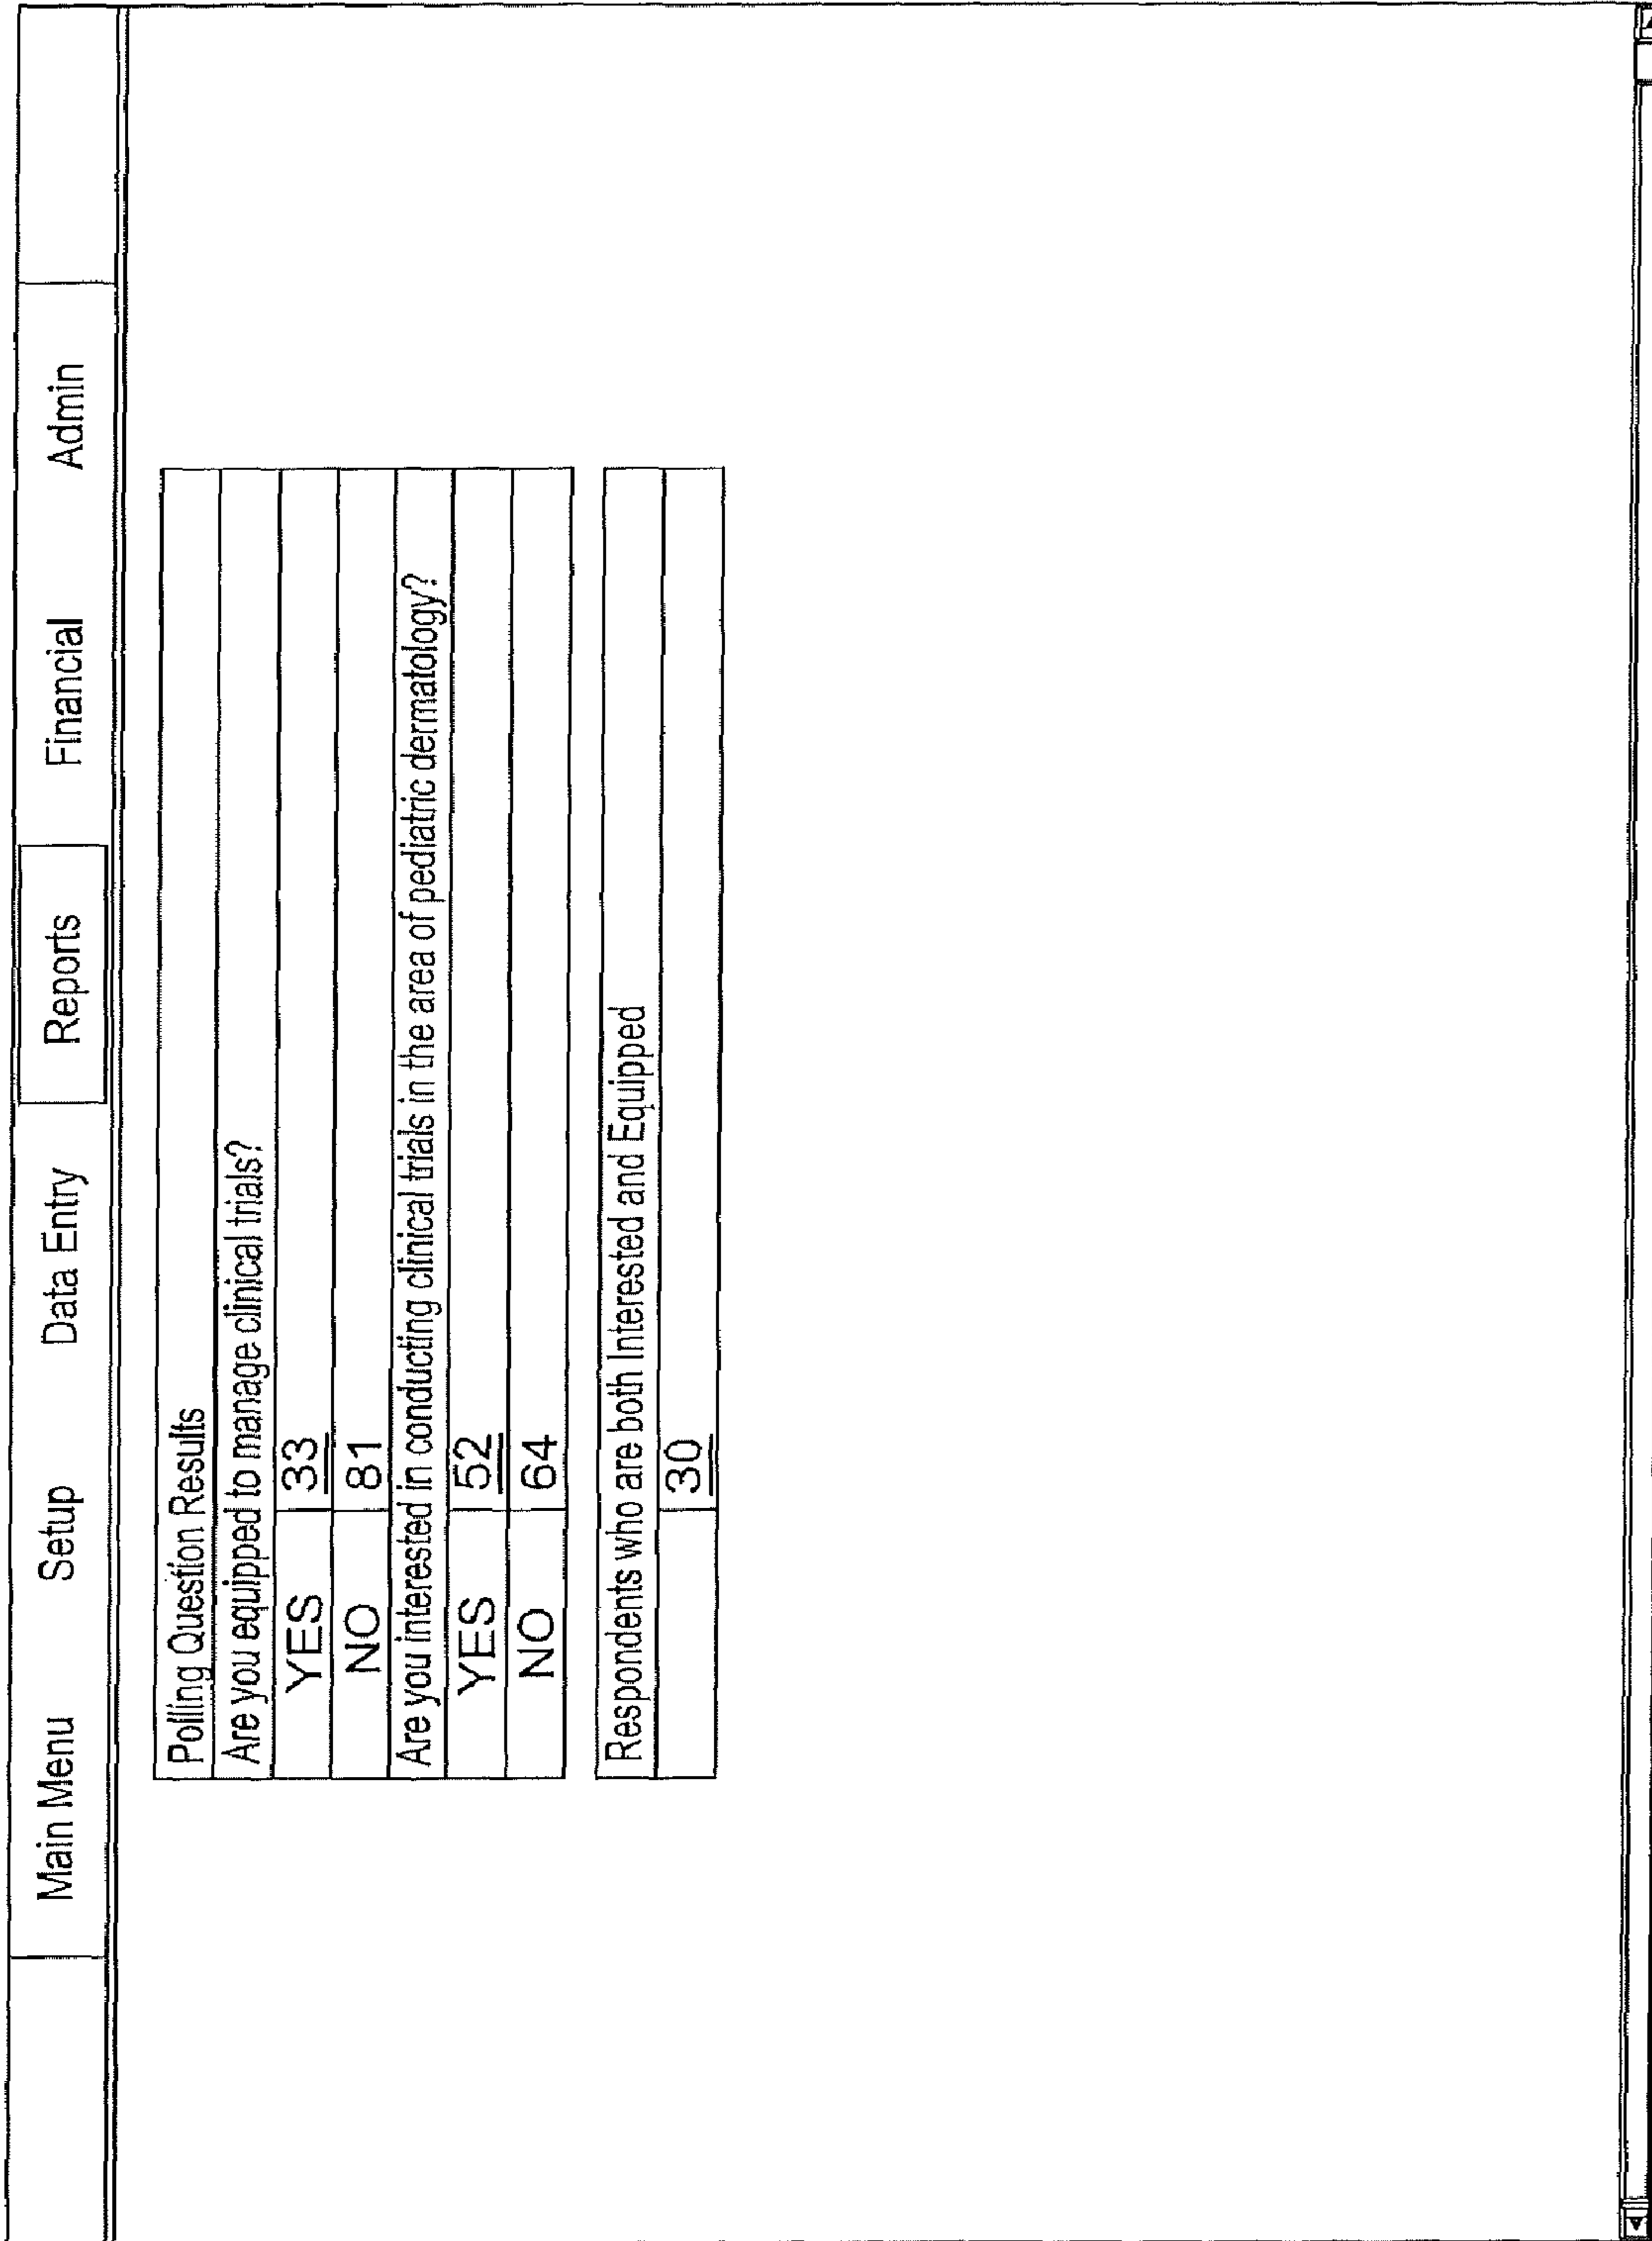 Main Menu Setup Data Entry Reports Financial Admin
Polling Question Results
Are you equipped to manage clinical trials?
YES 33
NO 81
Are you interested in conducting clinical trials in the area of pediatric dermatology?
YES 52
NO 64
Respondents who are both Interested and Equipped
30